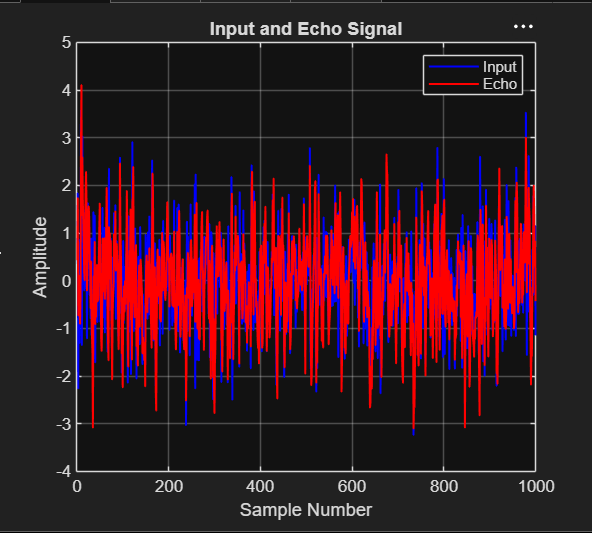 Input and Echo Signal
...
Input
Echo
5
4
3
2
1
0
-1
-2
-3
-4
Amplitude
0 200 400 600 800 1000
Sample Number